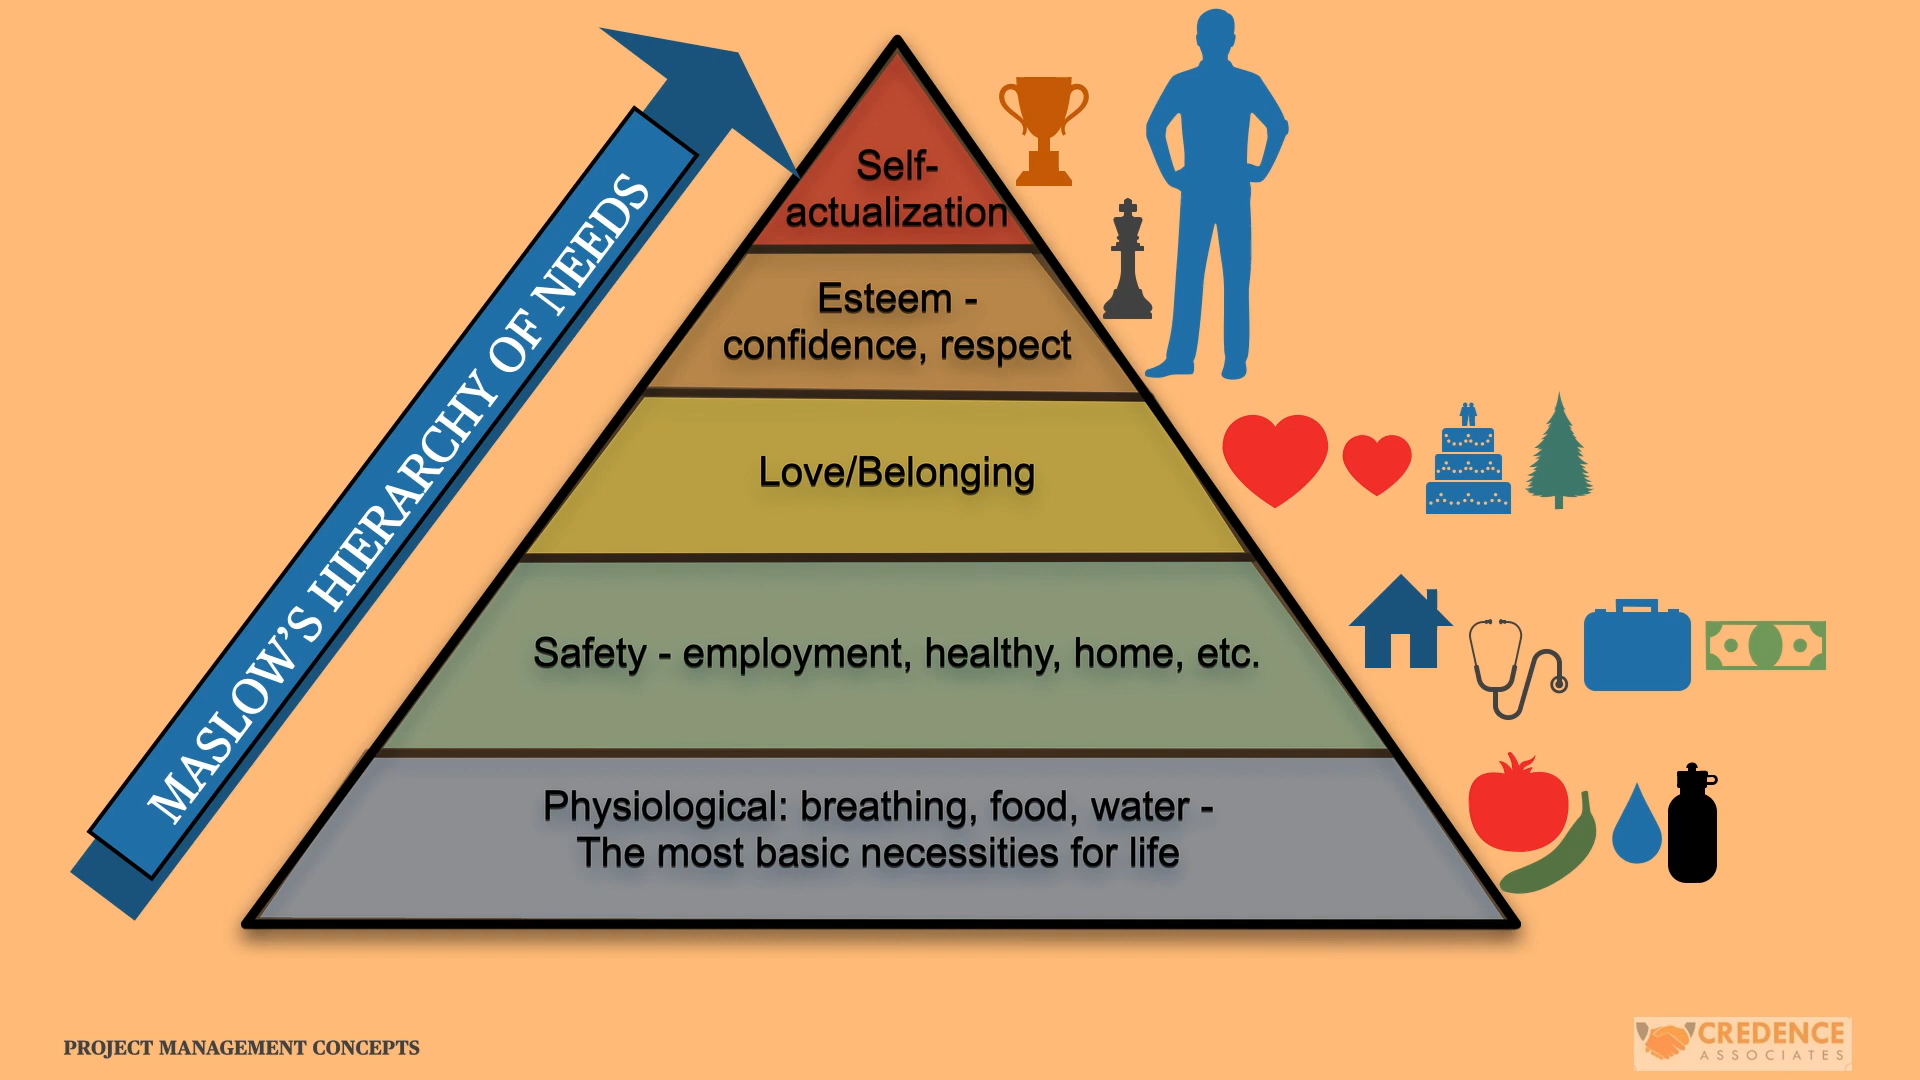 MASLOW'S HIERARCHY OF NEEDS
Self-
actualization
Esteem -
confidence, respect
Love/Belonging
Safety - employment, healthy, home, etc.
Physiological: breathing, food, water -
The most basic necessities for life
PROJECT MANAGEMENT CONCEPTS
CREDENCE
ASSOCIATES